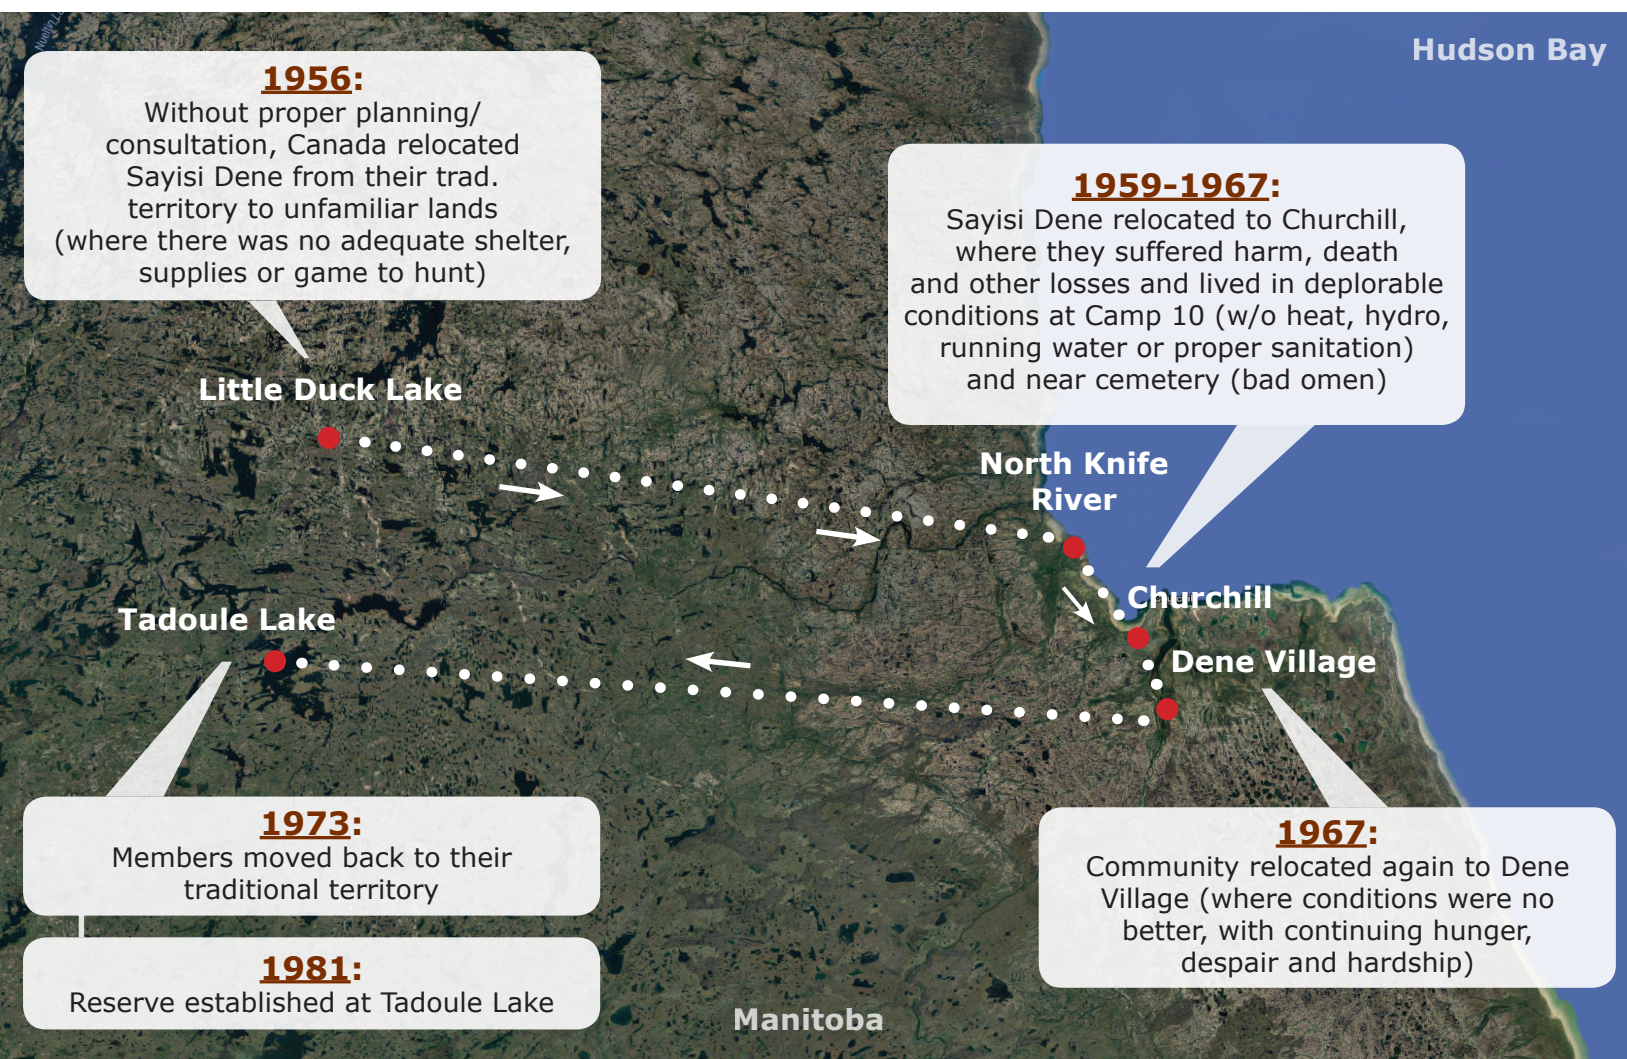 Hudson Bay
1956:
Without proper planning/
consultation, Canada relocated
Sayisi Dene from their trad.
territory to unfamiliar lands
(where there was no adequate shelter,
supplies or game to hunt)
1959-1967:
Sayisi Dene relocated to Churchill,
where they suffered harm, death
and other losses and lived in deplorable
conditions at Camp 10 (w/o heat, hydro,
running water or proper sanitation)
and near cemetery (bad omen)
Little Duck Lake
North Knife
River
Churchill
Tadoule Lake
Dene Village
1973:
Members moved back to their
traditional territory
1967:
Community relocated again to Dene
Village (where conditions were no
better, with continuing hunger,
despair and hardship)
1981:
Reserve established at Tadoule Lake
Manitoba